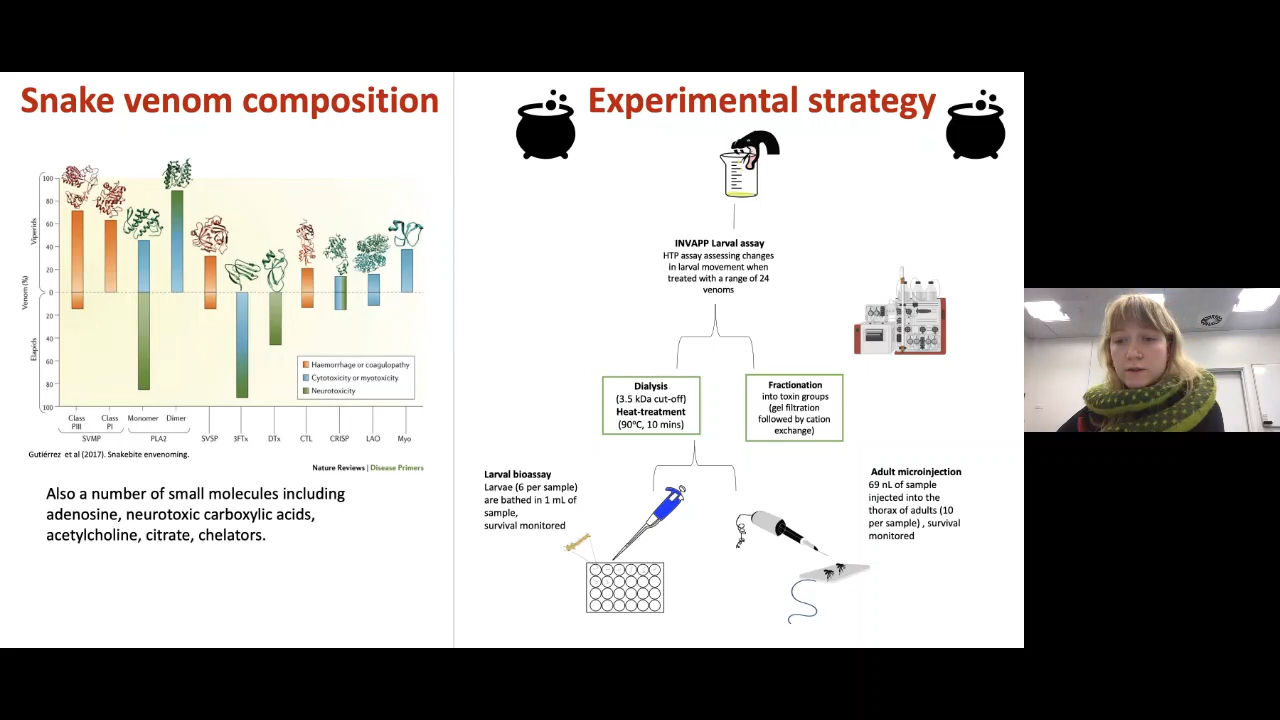 Snake venom composition
100
80
60
40
20
0
20
40
60
80
100
Viperids
Venom (%)
Elapids
Haemorrhage or coagulopathy
Cytotoxicity or myotoxicity
Neurotoxicity
Class PIII
Class PI
Monomer
Dimer
SVMP
PLA2
SVSP
3FTx
DTx
CTL
CRISP
LAO
Myo
Gutiérrez et al (2017). Snakebite envenoming.
Nature Reviews | Disease Primers
Also a number of small molecules including
adenosine, neurotoxic carboxylic acids,
acetylcholine, citrate, chelators.
Experimental strategy
INVAPP Larval assay
HTP assay assessing changes
in larval movement when
treated with a range of 24
venoms
Dialysis
(3.5 kDa cut-off)
Heat-treatment
(90°C, 10 mins)
Fractionation
into toxin groups
(gel filtration
followed by cation
exchange)
Larval bioassay
Larvae (6 per sample)
are bathed in 1 mL of
sample,
survival monitored
Adult microinjection
69 nL of sample
injected into the
thorax of adults (10
per sample) , survival
monitored